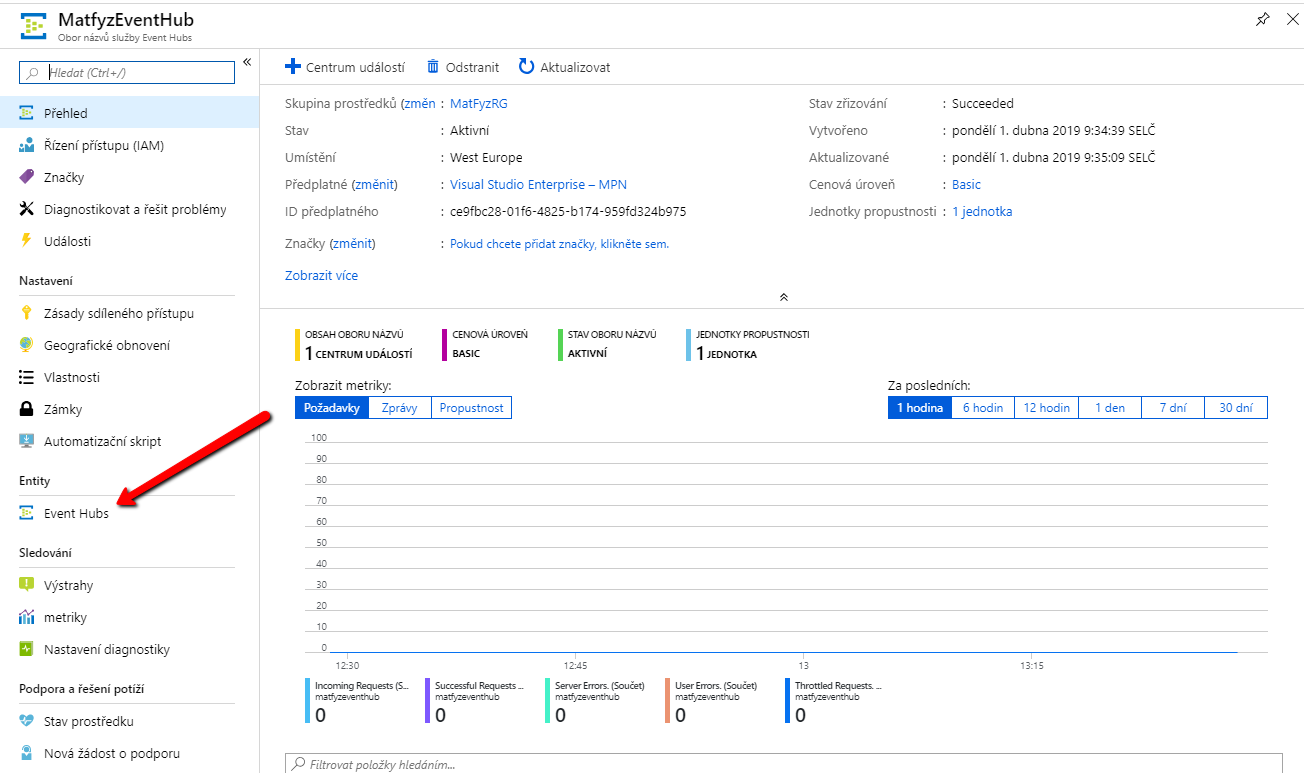 MatfyzEventHub
Obor názvů služby Event Hubs
Hledat (Ctrl+/)
Přehled
Řízení přístupu (IAM)
Značky
Diagnostikovat a řešit problémy
Události
Nastavení
Zásady sdíleného přístupu
Geografické obnovení
Vlastnosti
Zámky
Automatizační skript
Entity
Event Hubs
Sledování
Výstrahy
metriky
Nastavení diagnostiky
Podpora a řešení potíží
Stav prostředku
Nová žádost o podporu
Centrum událostí Odstranit Aktualizovat
Skupina prostředků (změn : MatFyzRG
Stav : Aktivní
Umístění : West Europe
Předplatné (změnit) : Visual Studio Enterprise – MPN
ID předplatného : ce9fbc28-01f6-4825-b174-959fd324b975
Značky (změnit) : Pokud chcete přidat značky, klikněte sem.
Zobrazit více
Stav zřizování : Succeeded
Vytvořeno : pondělí 1. dubna 2019 9:34:39 SELČ
Aktualizované : pondělí 1. dubna 2019 9:35:09 SELČ
Cenová úroveň : Basic
Jednotky propustnosti : 1 jednotka
OBSAH OBORU NÁZVŮ
1 CENTRUM UDÁLOSTÍ
CENOVÁ ÚROVEŇ
BASIC
STAV OBORU NÁZVŮ
AKTIVNÍ
JEDNOTKY PROPUSTNOSTI
1 JEDNOTKA
Zobrazit metriky:
Požadavky Zprávy Propustnost
Za posledních:
1 hodina 6 hodin 12 hodin 1 den 7 dní 30 dní
100
90
80
70
60
50
40
30
20
10
0
12:30 12:45 13 13:15
Incoming Requests (S...
matfyzeventhub
0
Successful Requests ...
matfyzeventhub
0
Server Errors. (Součet)
matfyzeventhub
0
User Errors. (Součet)
matfyzeventhub
0
Throttled Requests. ...
matfyzeventhub
0
Filtrovat položky hledáním...